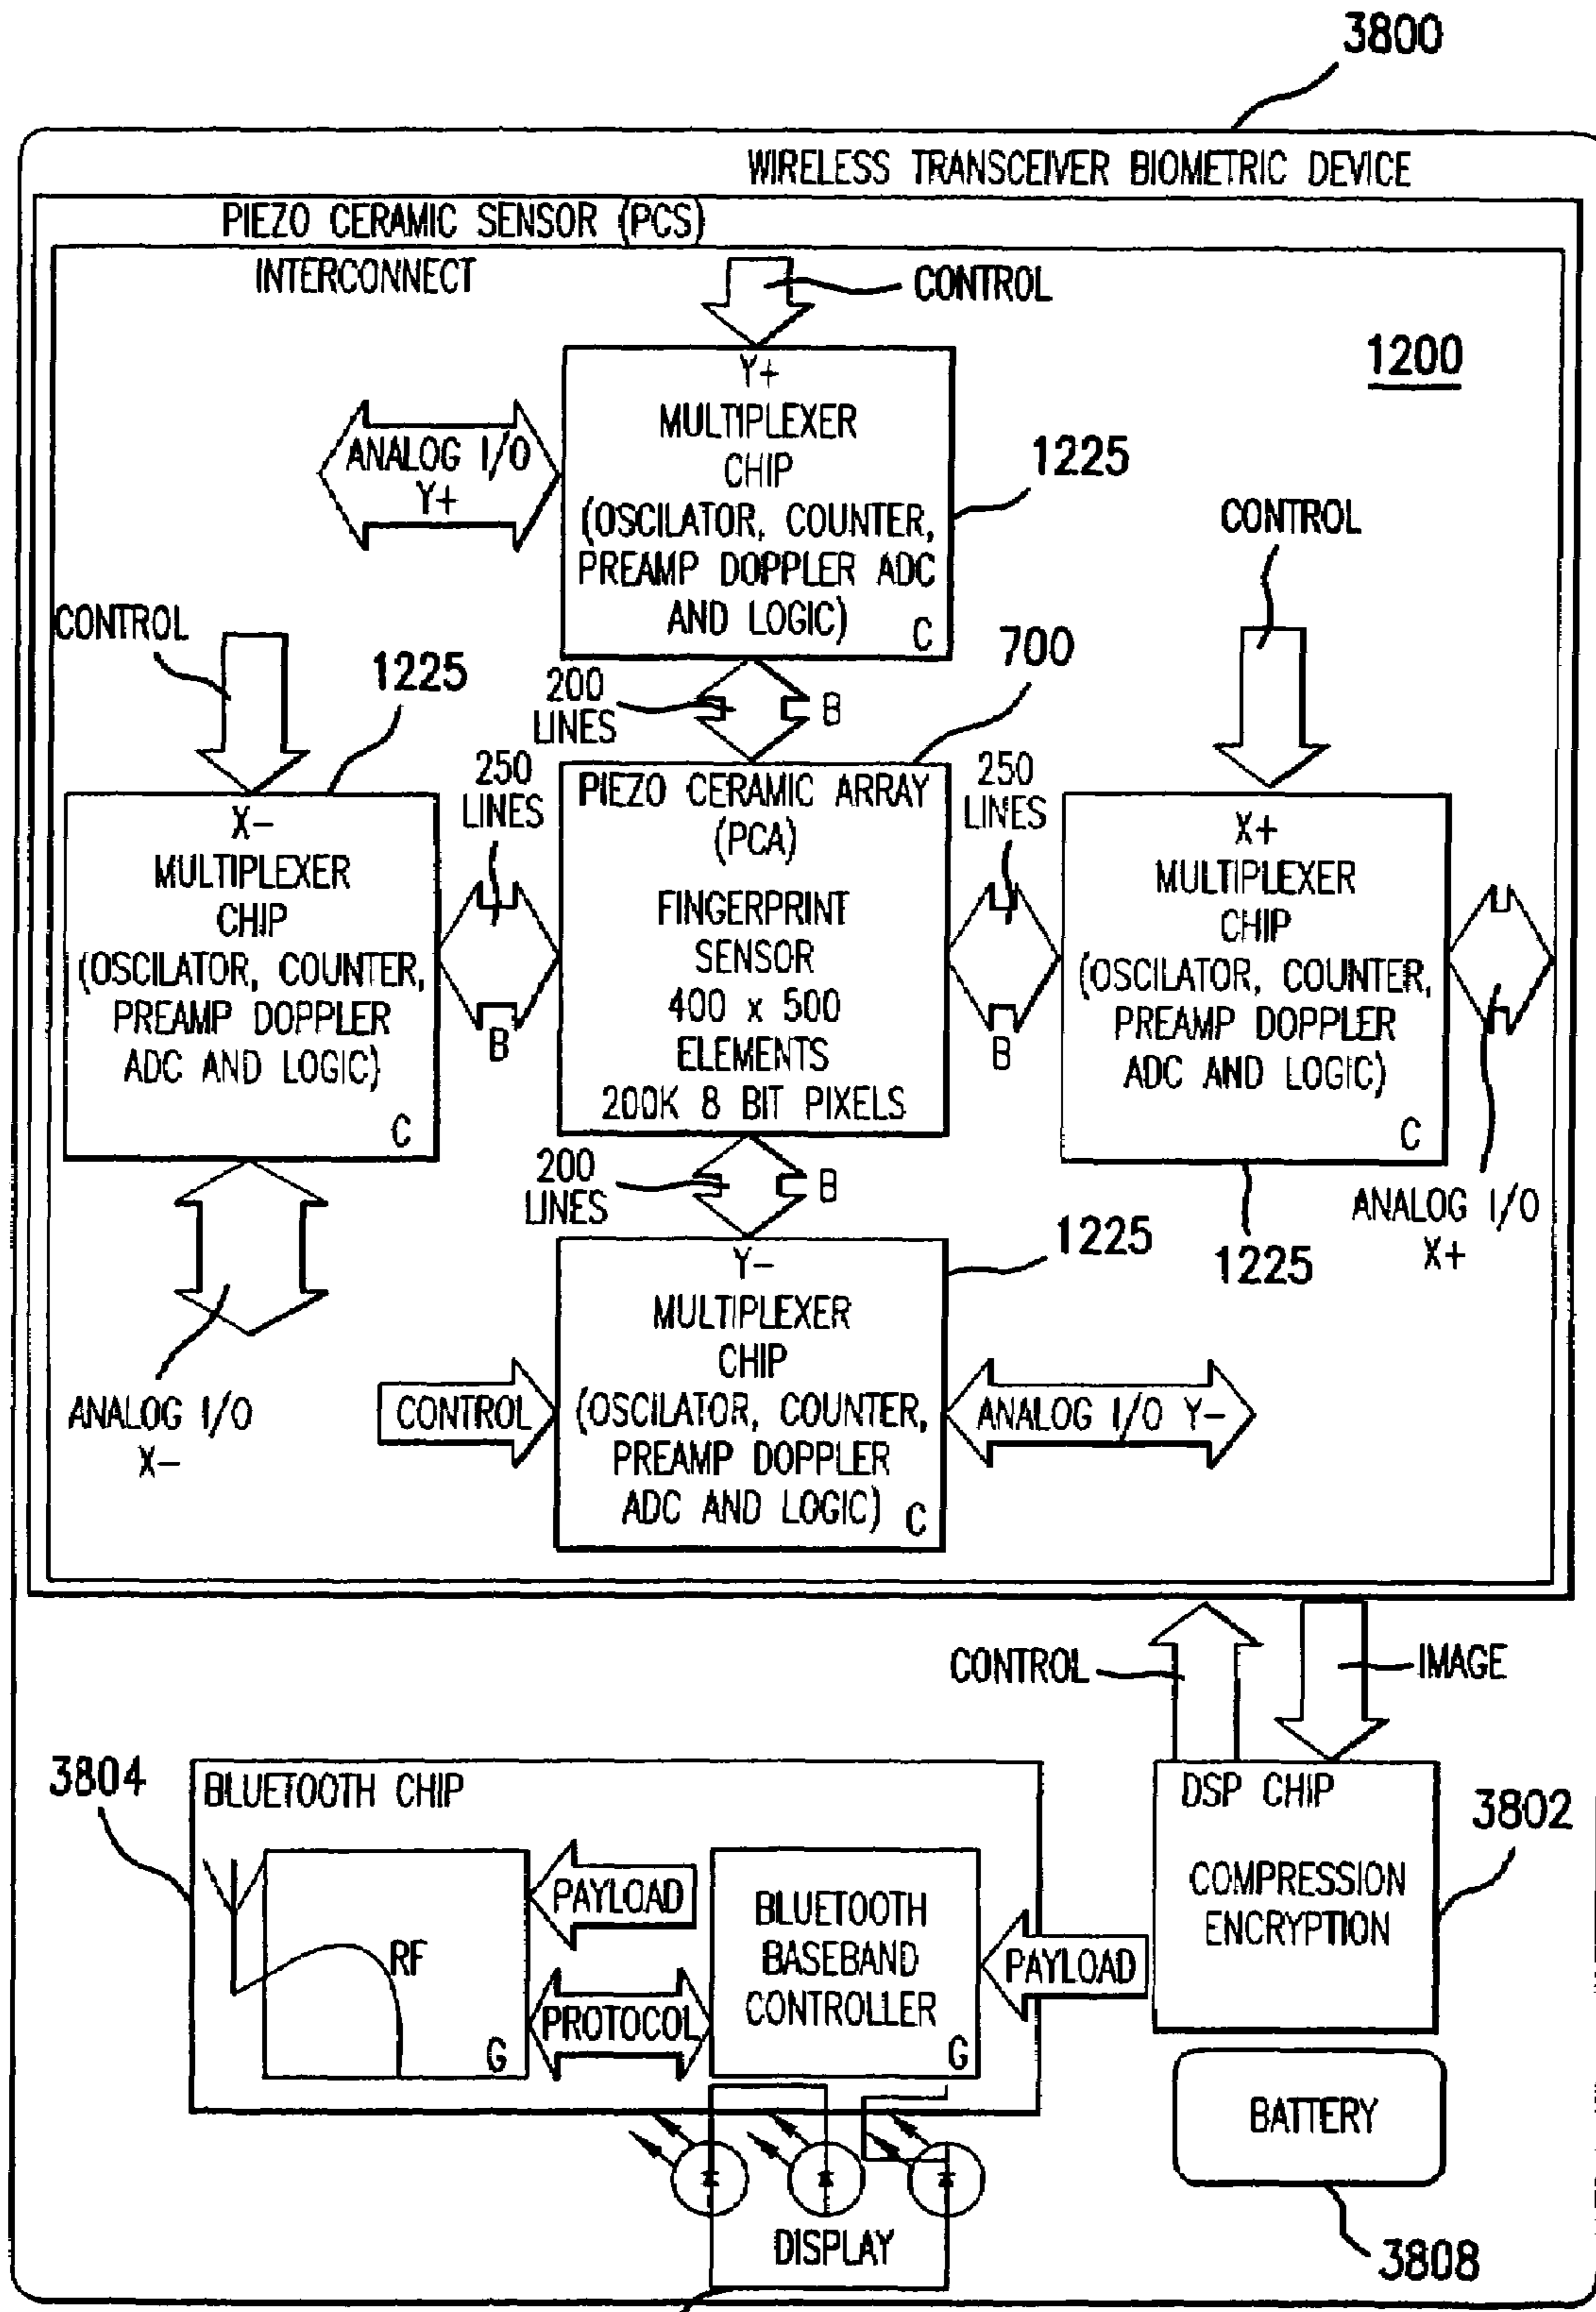 3800
WIRELESS TRANSCEIVER BIOMETRIC DEVICE
PIEZO CERAMIC SENSOR (PCS)
INTERCONNECT
CONTROL
1200
Y+
MULTIPLEXER
CHIP
(OSCILATOR, COUNTER,
PREAMP DOPPLER ADC
AND LOGIC)
C
1225
ANALOG I/O
Y+
CONTROL
CONTROL
1225
200
LINES
B
700
250
LINES
B
250
LINES
B
X-
MULTIPLEXER
CHIP
(OSCILATOR, COUNTER,
PREAMP DOPPLER
ADC AND LOGIC)
C
PIEZO CERAMIC ARRAY
(PCA)
FINGERPRINT
SENSOR
400 x 500
ELEMENTS
200K 8 BIT PIXELS
X+
MULTIPLEXER
CHIP
(OSCILATOR, COUNTER,
PREAMP DOPPLER
ADC AND LOGIC)
C
1225
ANALOG I/O
X+
200
LINES
B
1225
ANALOG I/O
X-
CONTROL
Y-
MULTIPLEXER
CHIP
(OSCILATOR, COUNTER,
PREAMP DOPPLER
ADC AND LOGIC)
C
ANALOG I/O Y-
CONTROL
IMAGE
3804
BLUETOOTH CHIP
RF
G
PAYLOAD
PROTOCOL
BLUETOOTH
BASEBAND
CONTROLLER
G
PAYLOAD
DSP CHIP
COMPRESSION
ENCRYPTION
3802
BATTERY
3808
DISPLAY